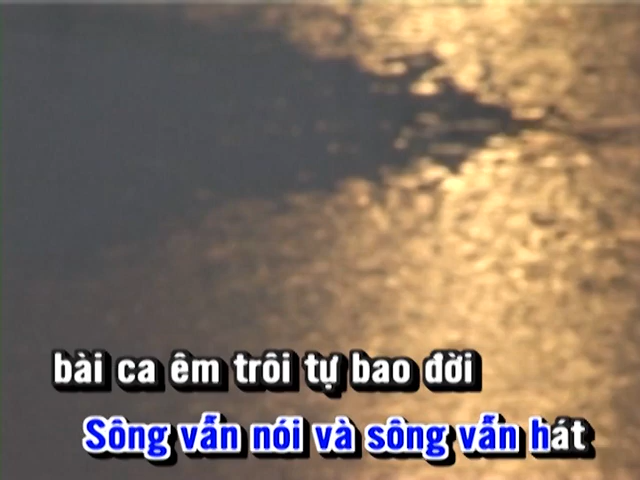 bài ca êm trôi tự bao đời
Sông vẫn nói và sông vẫn hát